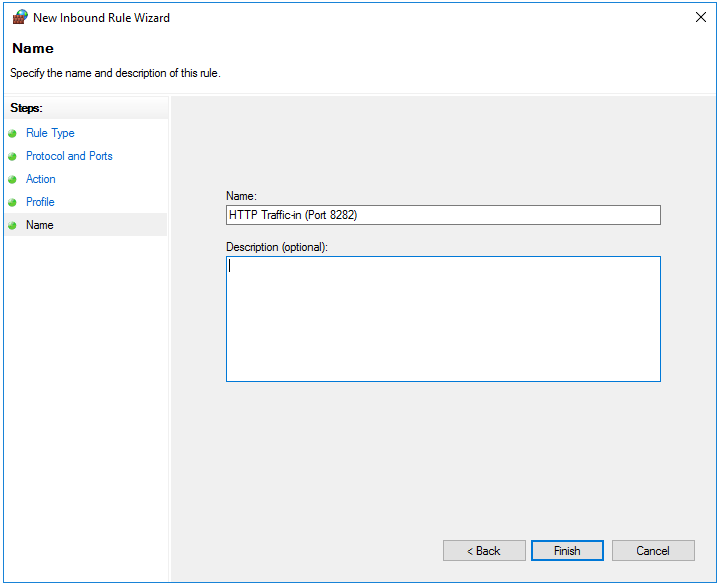 New Inbound Rule Wizard
Name
Specify the name and description of this rule.
Steps:
Rule Type
Protocol and Ports
Action
Profile
Name
Name:
HTTP Traffic-in (Port 8282)
Description (optional):
< Back
Finish
Cancel